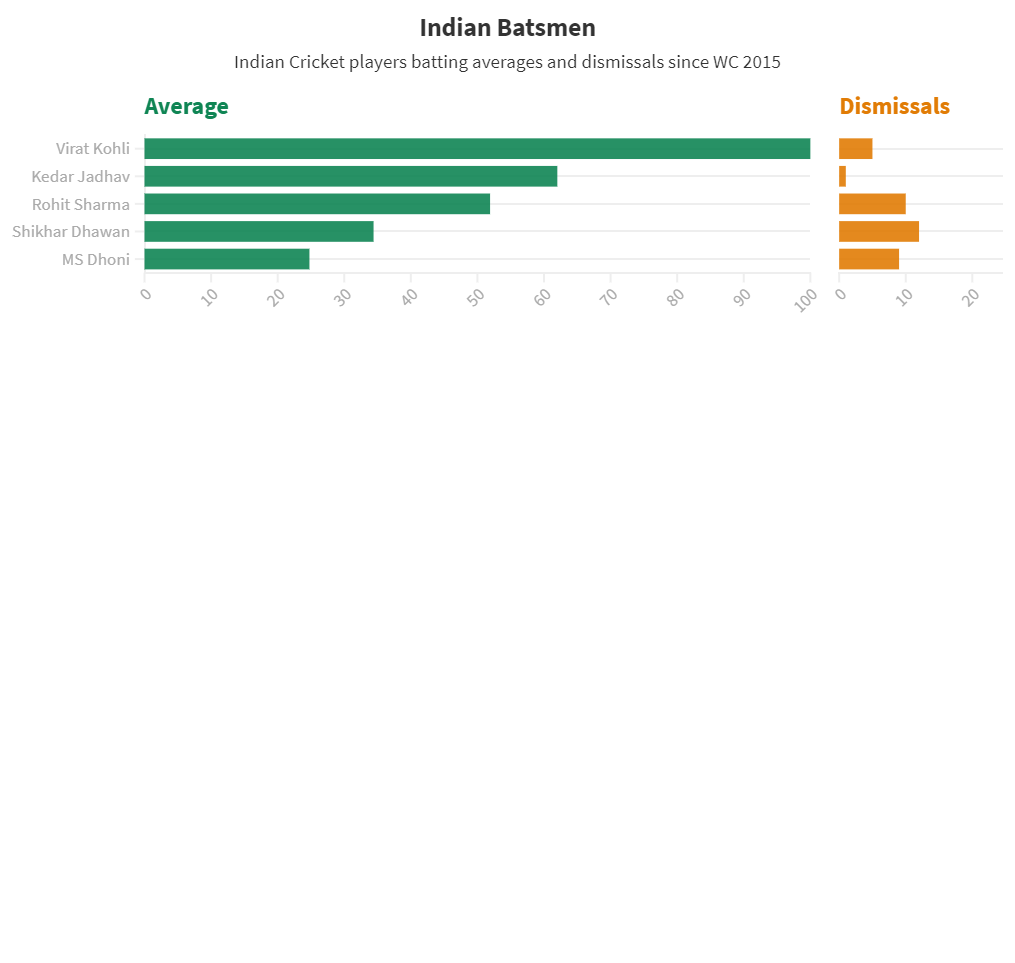 Indian Batsmen
Indian Cricket players batting averages and dismissals since WC 2015
Average Dismissals
Virat Kohli
Kedar Jadhav
Rohit Sharma
Shikhar Dhawan
MS Dhoni
0 10 20 30 40 50 60 70 80 90 100 0 10 20